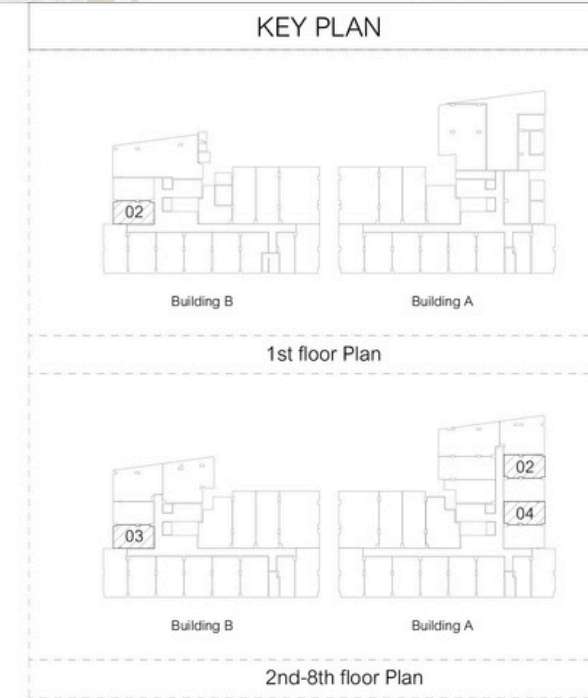 KEY PLAN
02
Building B
Building A
1st floor Plan
02
04
03
Building B
Building A
2nd-8th floor Plan